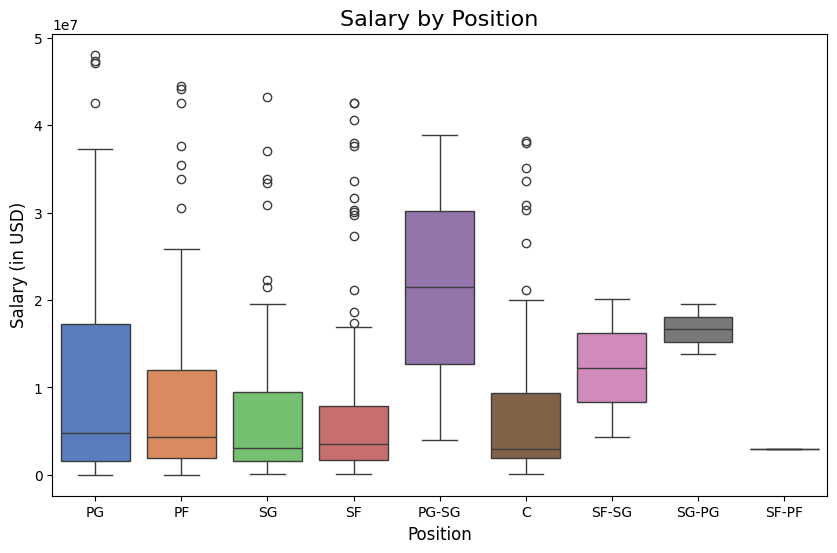 Salary by Position
1e7
5
4
3
2
1
0
Salary (in USD)
PG PF SG SF PG-SG C SF-SG SG-PG SF-PF
Position